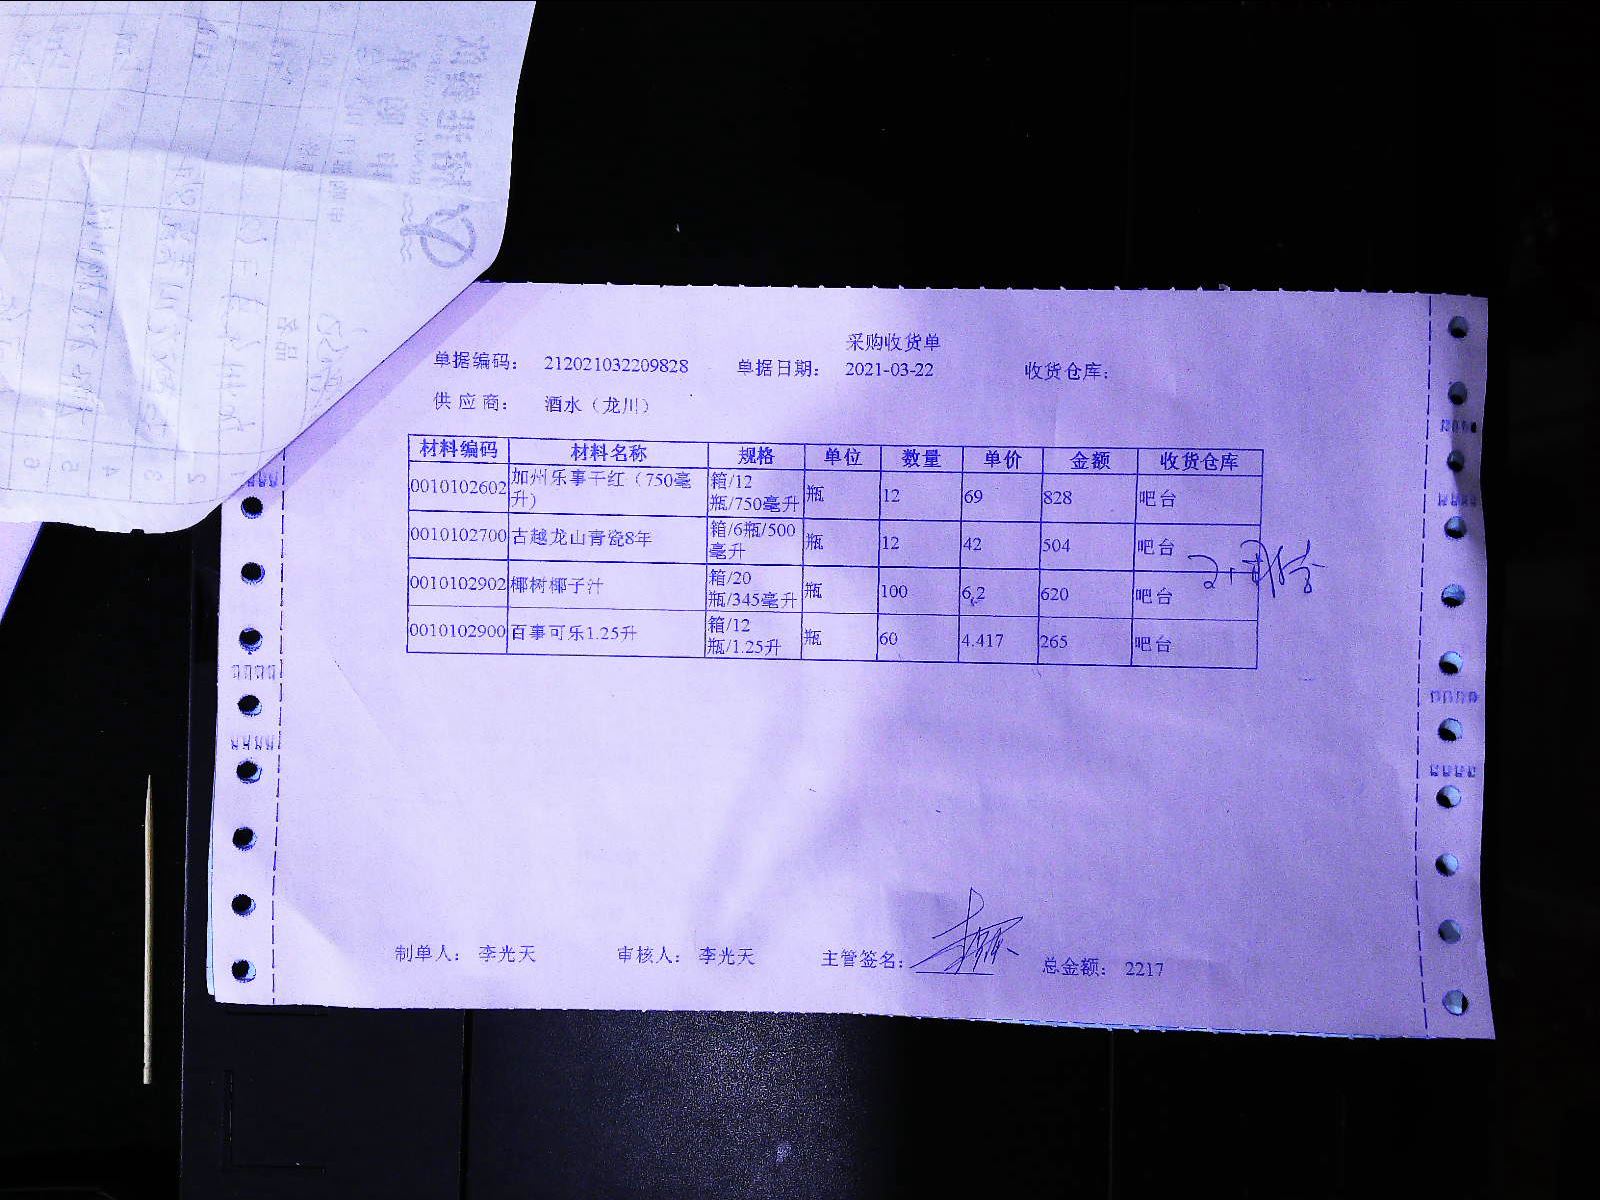 采购收货单
单据编码： 212021032209828 单据日期： 2021-03-22 收货仓库：
供 应 商： 酒水（龙川）
材料编码 材料名称 规格 单位 数量 单价 金额 收货仓库
0010102602 加州乐事干红（750毫升） 箱/12瓶/750毫升 瓶 12 69 828 吧台
0010102700 古越龙山青瓷8年 箱/6瓶/500毫升 瓶 12 42 504 吧台
0010102902 椰树椰子汁 箱/20瓶/345毫升 瓶 100 6.2 620 吧台
0010102900 百事可乐1.25升 箱/12瓶/1.25升 瓶 60 4.417 265 吧台
制单人： 李光天 审核人： 李光天 主管签名： 总金额： 2217